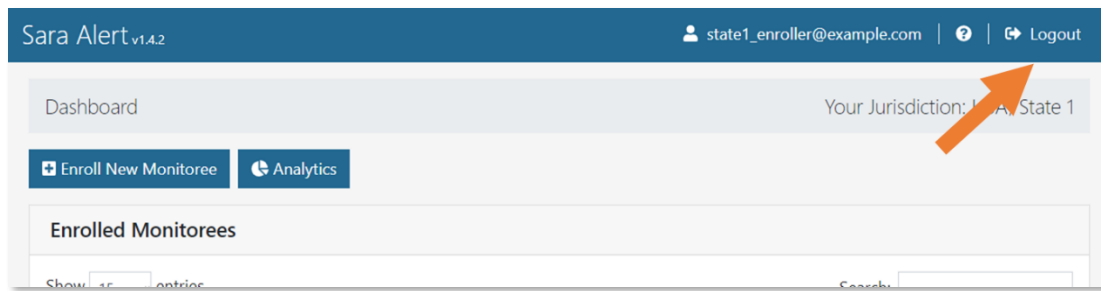 Sara Alert v1.4.2 state1_enroller@example.com | ? | Logout
Dashboard Your Jurisdiction: State 1
Enroll New Monitoree Analytics
Enrolled Monitorees
Show 15 entries Search: